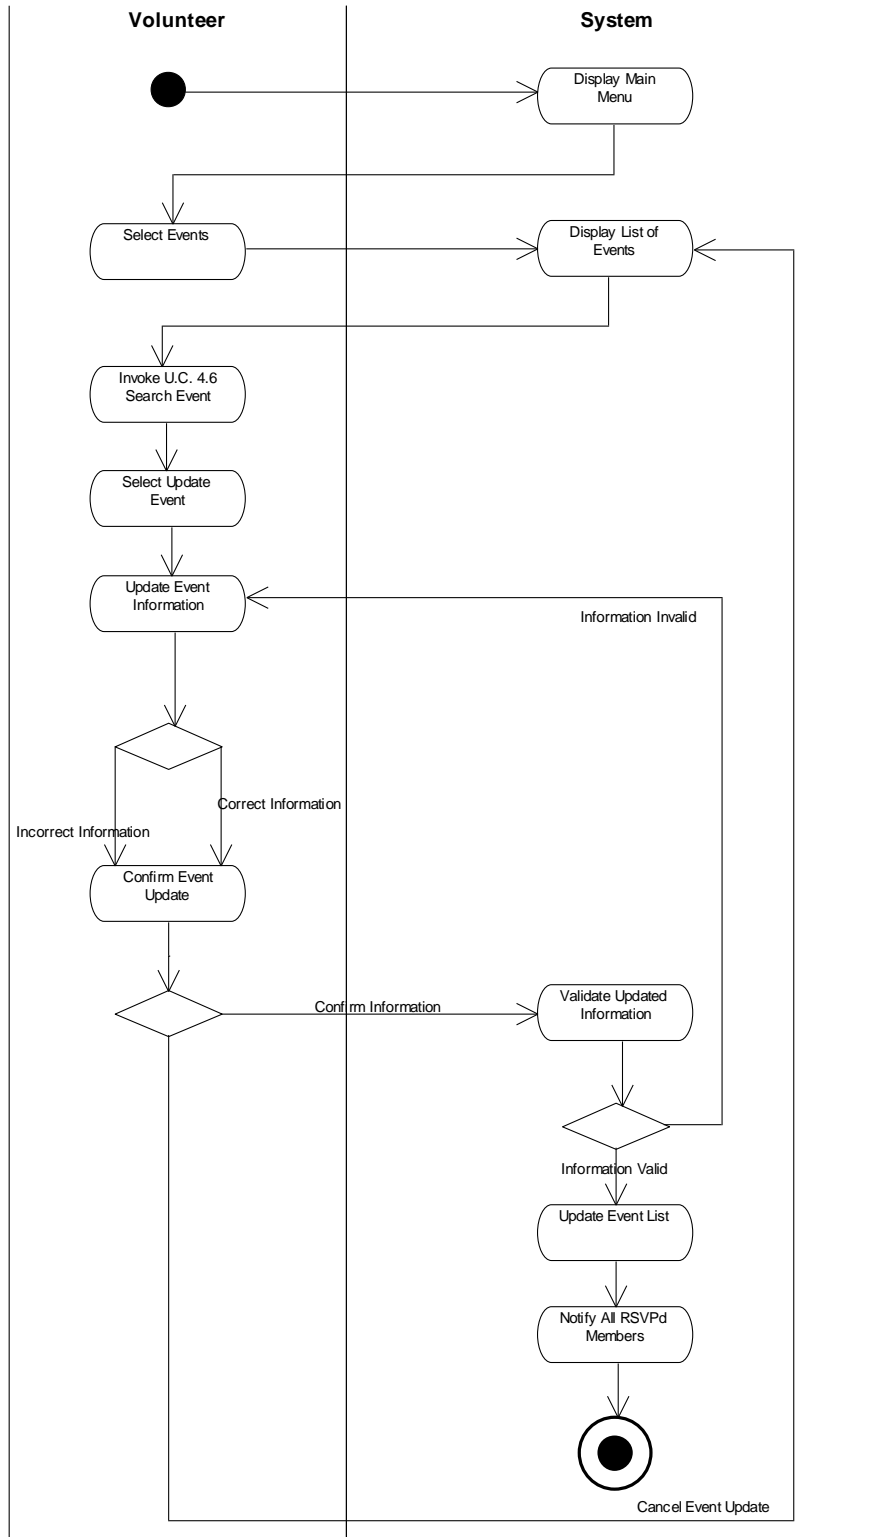 Volunteer
System
Display Main
Menu
Select Events
Display List of
Events
Invoke U.C. 4.6
Search Event
Select Update
Event
Update Event
Information
Information Invalid
Correct Information
Incorrect Information
Confirm Event
Update
Confirm Information
Validate Updated
Information
Information Valid
Update Event List
Notify All RSVPd
Members
Cancel Event Update